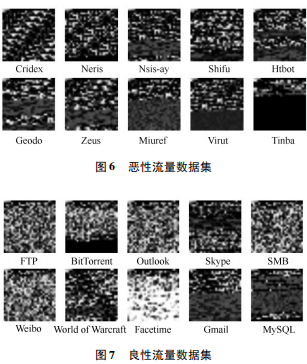 Cridex Neris Nsis-ay Shifu Htbot
Geodo Zeus Miuref Virut Tinba
图 6 恶性流量数据集
FTP BitTorrent Outlook Skype SMB
Weibo World of Warcraft Facetime Gmail MySQL
图 7 良性流量数据集